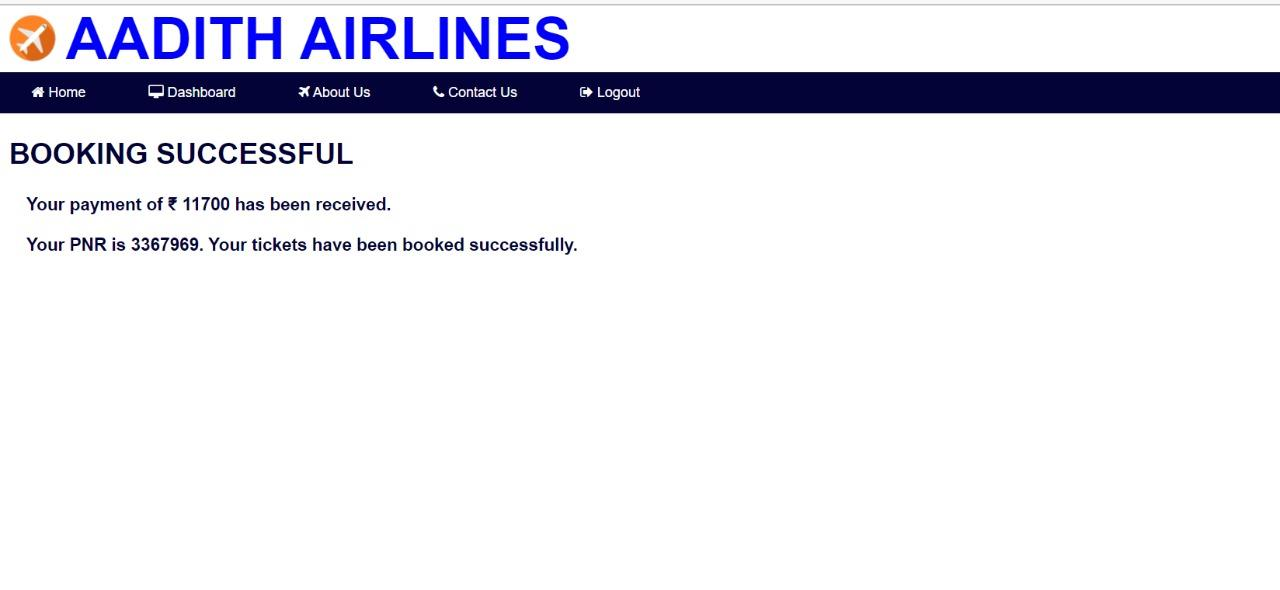 AADITH AIRLINES
Home Dashboard About Us Contact Us Logout
BOOKING SUCCESSFUL
Your payment of ₹ 11700 has been received.
Your PNR is 3367969. Your tickets have been booked successfully.